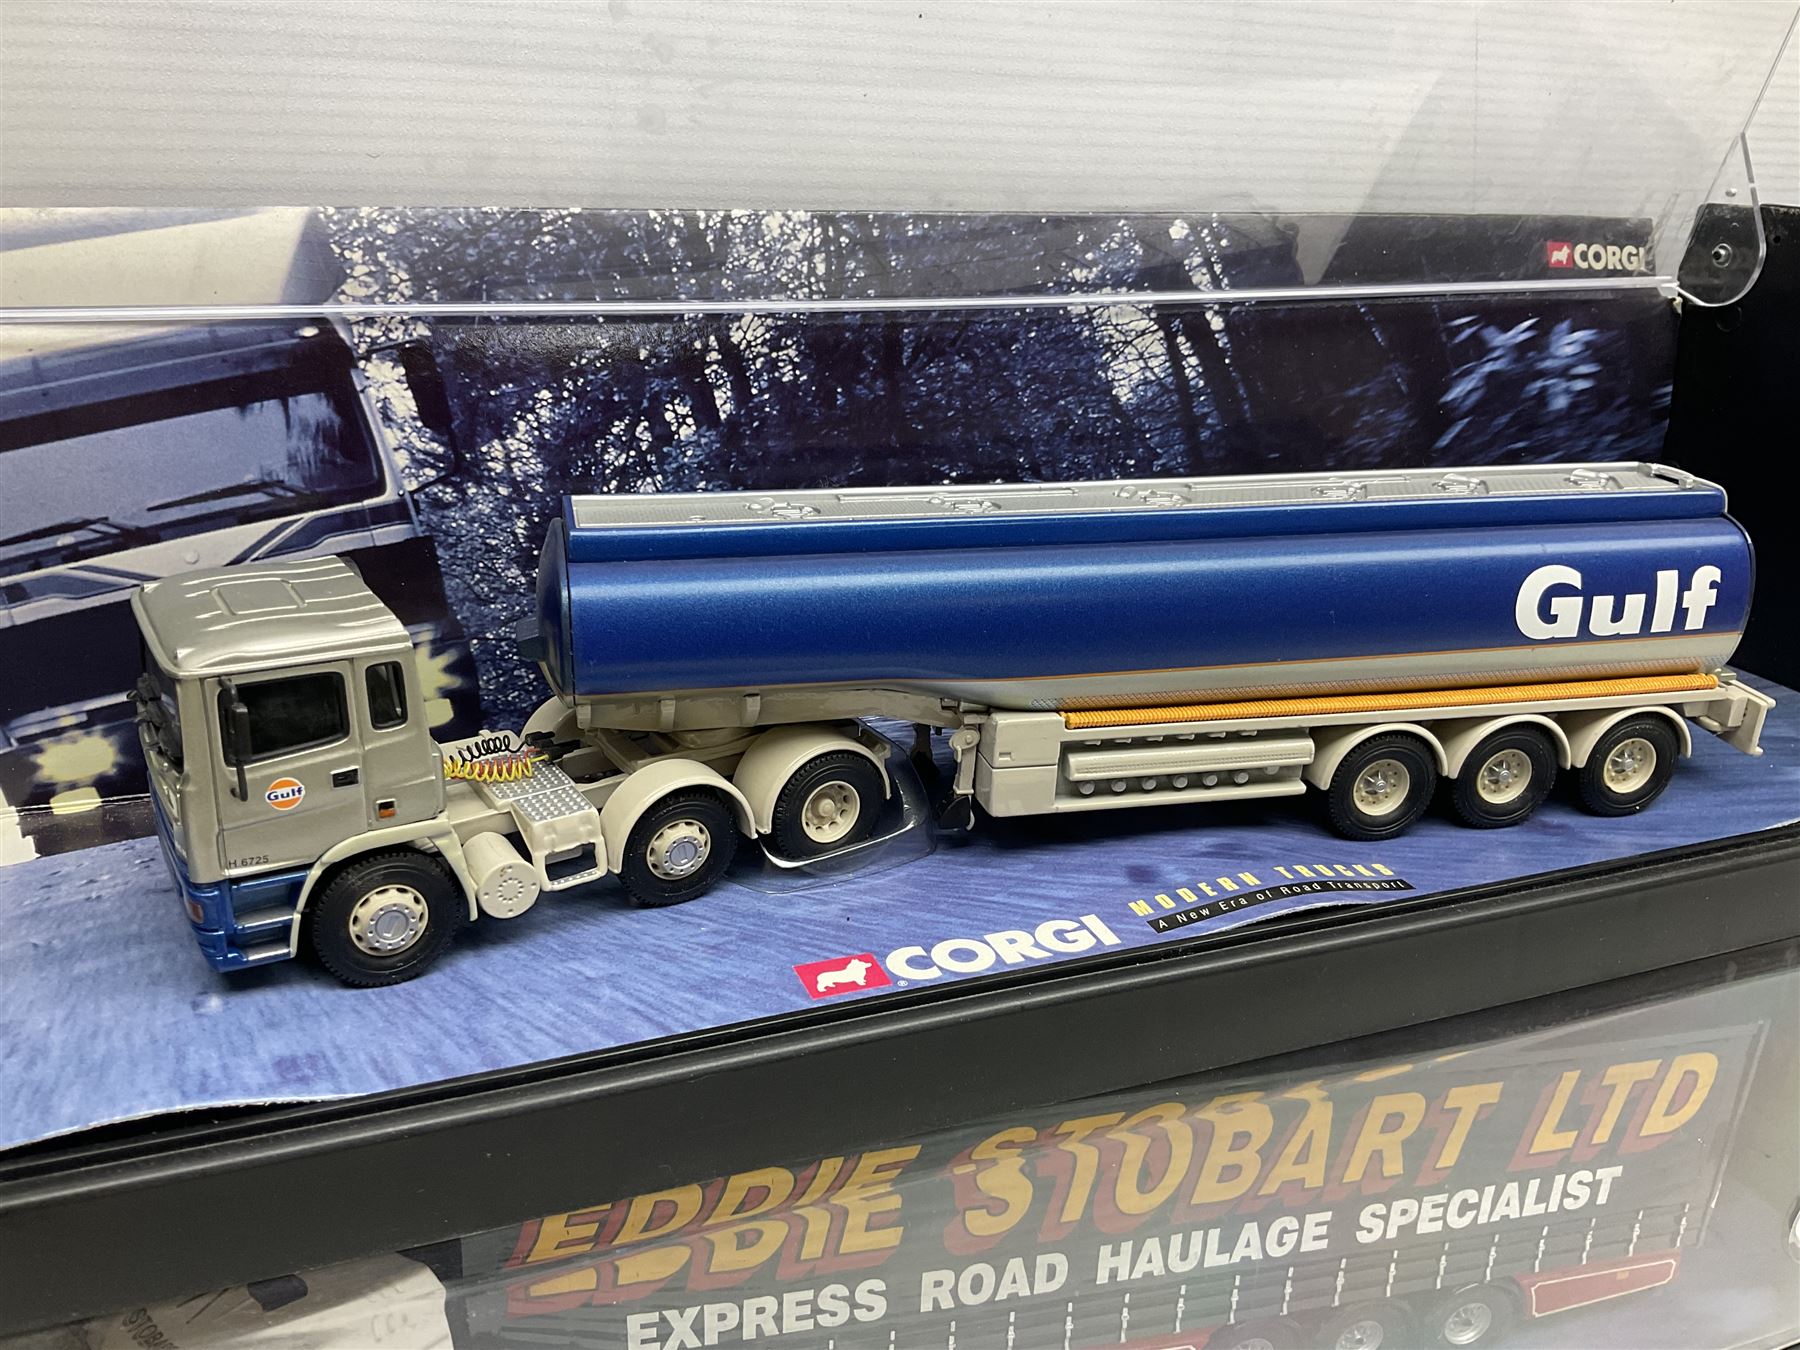 CORGI
Gulf
Gulf
H 6725
MODERN TRUCKS
A New Era of Road Transport
CORGI®
EDDIE STOBART LTD
EXPRESS ROAD HAULAGE SPECIALIST